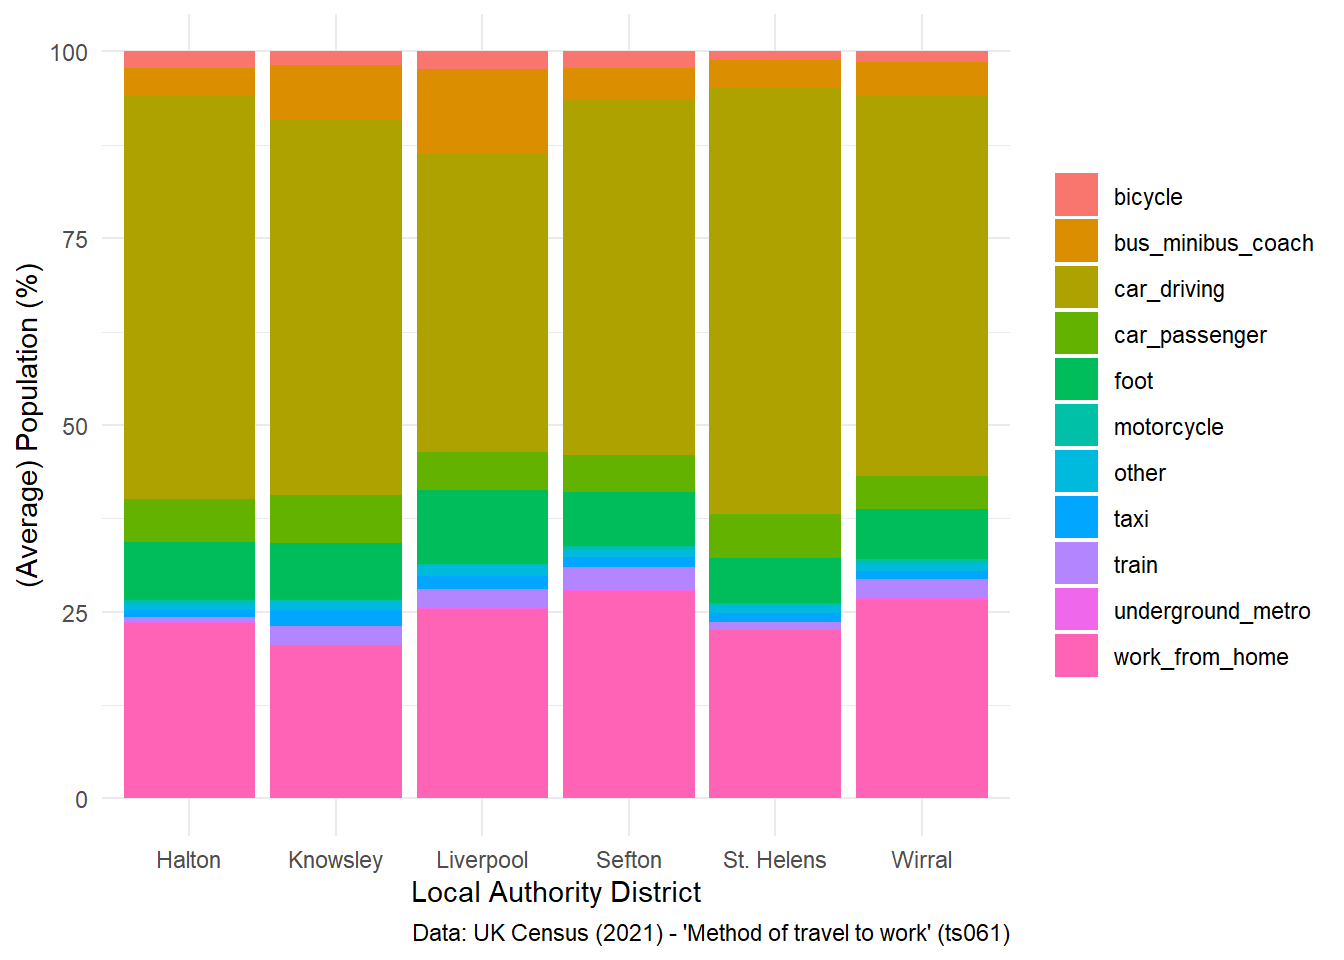 (Average) Population (%)
100
75
50
25
0
Halton Knowsley Liverpool Sefton St. Helens Wirral
Local Authority District
Data: UK Census (2021) - 'Method of travel to work' (ts061)
bicycle
bus_minibus_coach
car_driving
car_passenger
foot
motorcycle
other
taxi
train
underground_metro
work_from_home